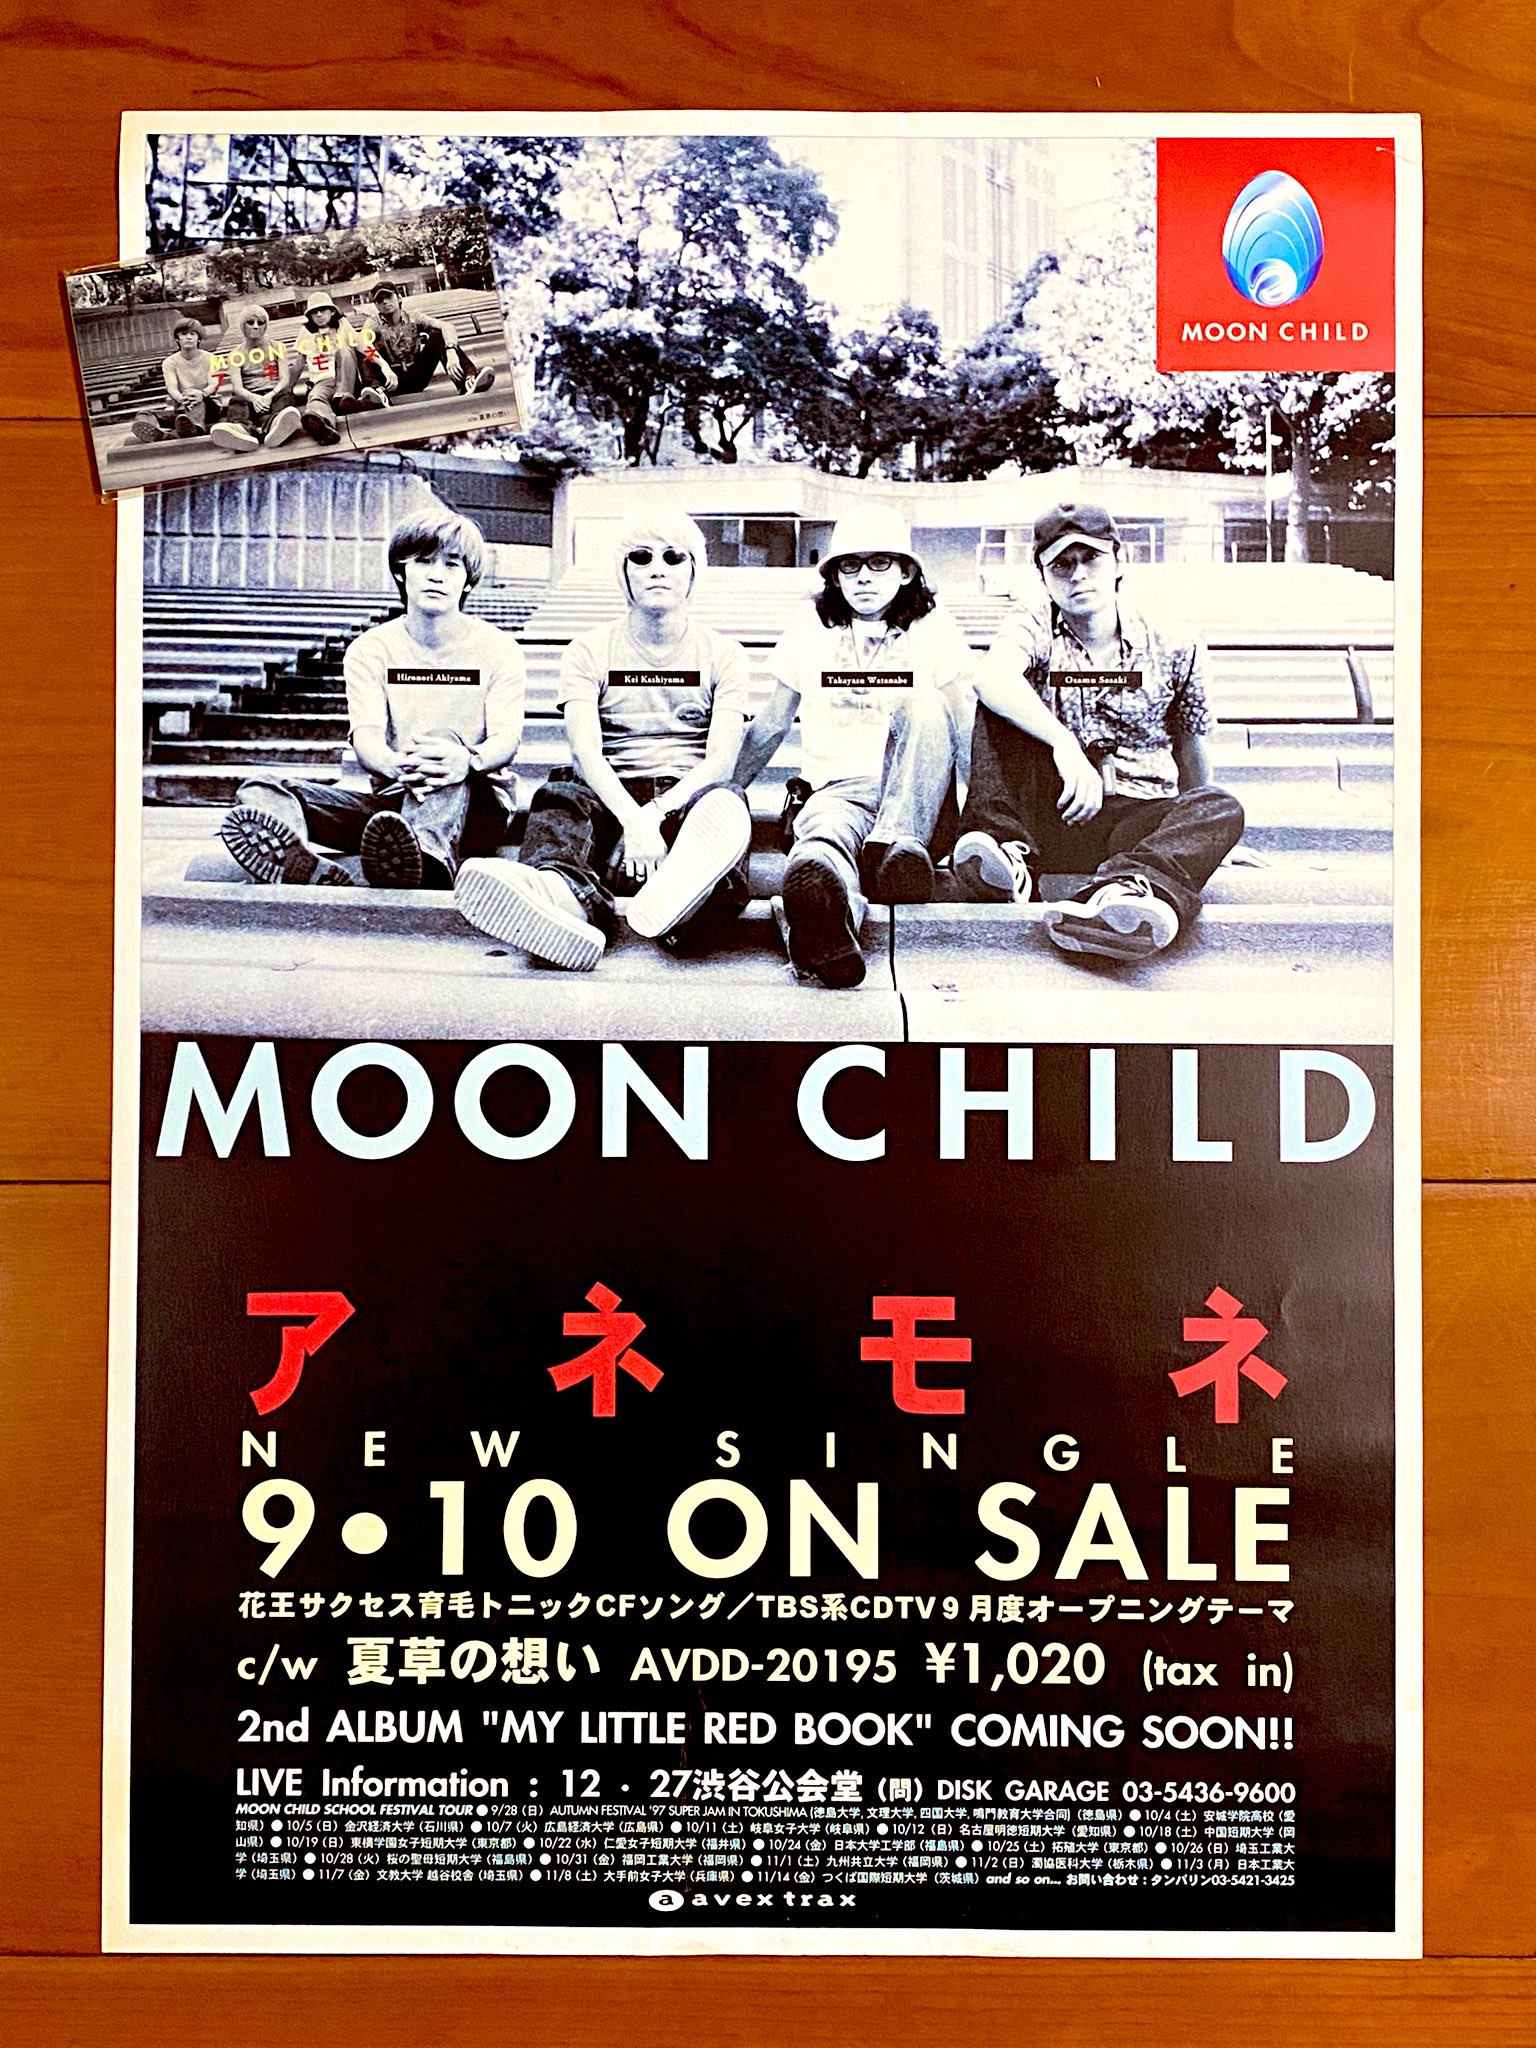 MOON CHILD
MOON CHILD
アネモネ
c/w 夏草の想い
Hironori Akiyama
Kei Kashiyama
Takayasu Watanabe
Osamu Sasaki
MOON CHILD
アネモネ
NEW SINGLE
9・10 ON SALE
花王サクセス育毛トニックCFソング/TBS系CDTV9月度オープニングテーマ
c/w 夏草の想い AVDD-20195 ¥1,020 (tax in)
2nd ALBUM "MY LITTLE RED BOOK" COMING SOON!!
LIVE Information : 12・27渋谷公会堂 (問) DISK GARAGE 03-5436-9600
MOON CHILD SCHOOL FESTIVAL TOUR ●9/28(日) AUTUMN FESTIVAL '97 SUPER JAM IN TOKUSHIMA (徳島大学, 文理大学, 四国大学, 鳴門教育大学合同) (徳島県) ●10/4(土) 安城学院高校(愛
知県) ●10/5(日) 金沢経済大学(石川県) ●10/7(火) 広島経済大学(広島県) ●10/11(土) 岐阜女子大学(岐阜県) ●10/12(日) 名古屋明徳短期大学(愛知県) ●10/18(土) 中国短期大学(岡
山県) ●10/19(日) 東横学園女子短期大学(東京都) ●10/22(水) 仁愛女子短期大学(福井県) ●10/24(金) 日本大学工学部(福島県) ●10/25(土) 拓殖大学(東京都) ●10/26(日) 埼玉工業大
学(埼玉県) ●10/28(火) 桜の聖母短期大学(福島県) ●10/31(金) 福岡工業大学(福岡県) ●11/1(土) 九州共立大学(福岡県) ●11/2(日) 獨協医科大学(栃木県) ●11/3(月) 日本工業大
学(埼玉県) ●11/7(金) 文教大学 越谷校舎(埼玉県) ●11/8(土) 大手前女子大学(兵庫県) ●11/14(金) つくば国際短期大学(茨城県) and so on... お問い合わせ:タンバリン03-5421-3425
a avex trax